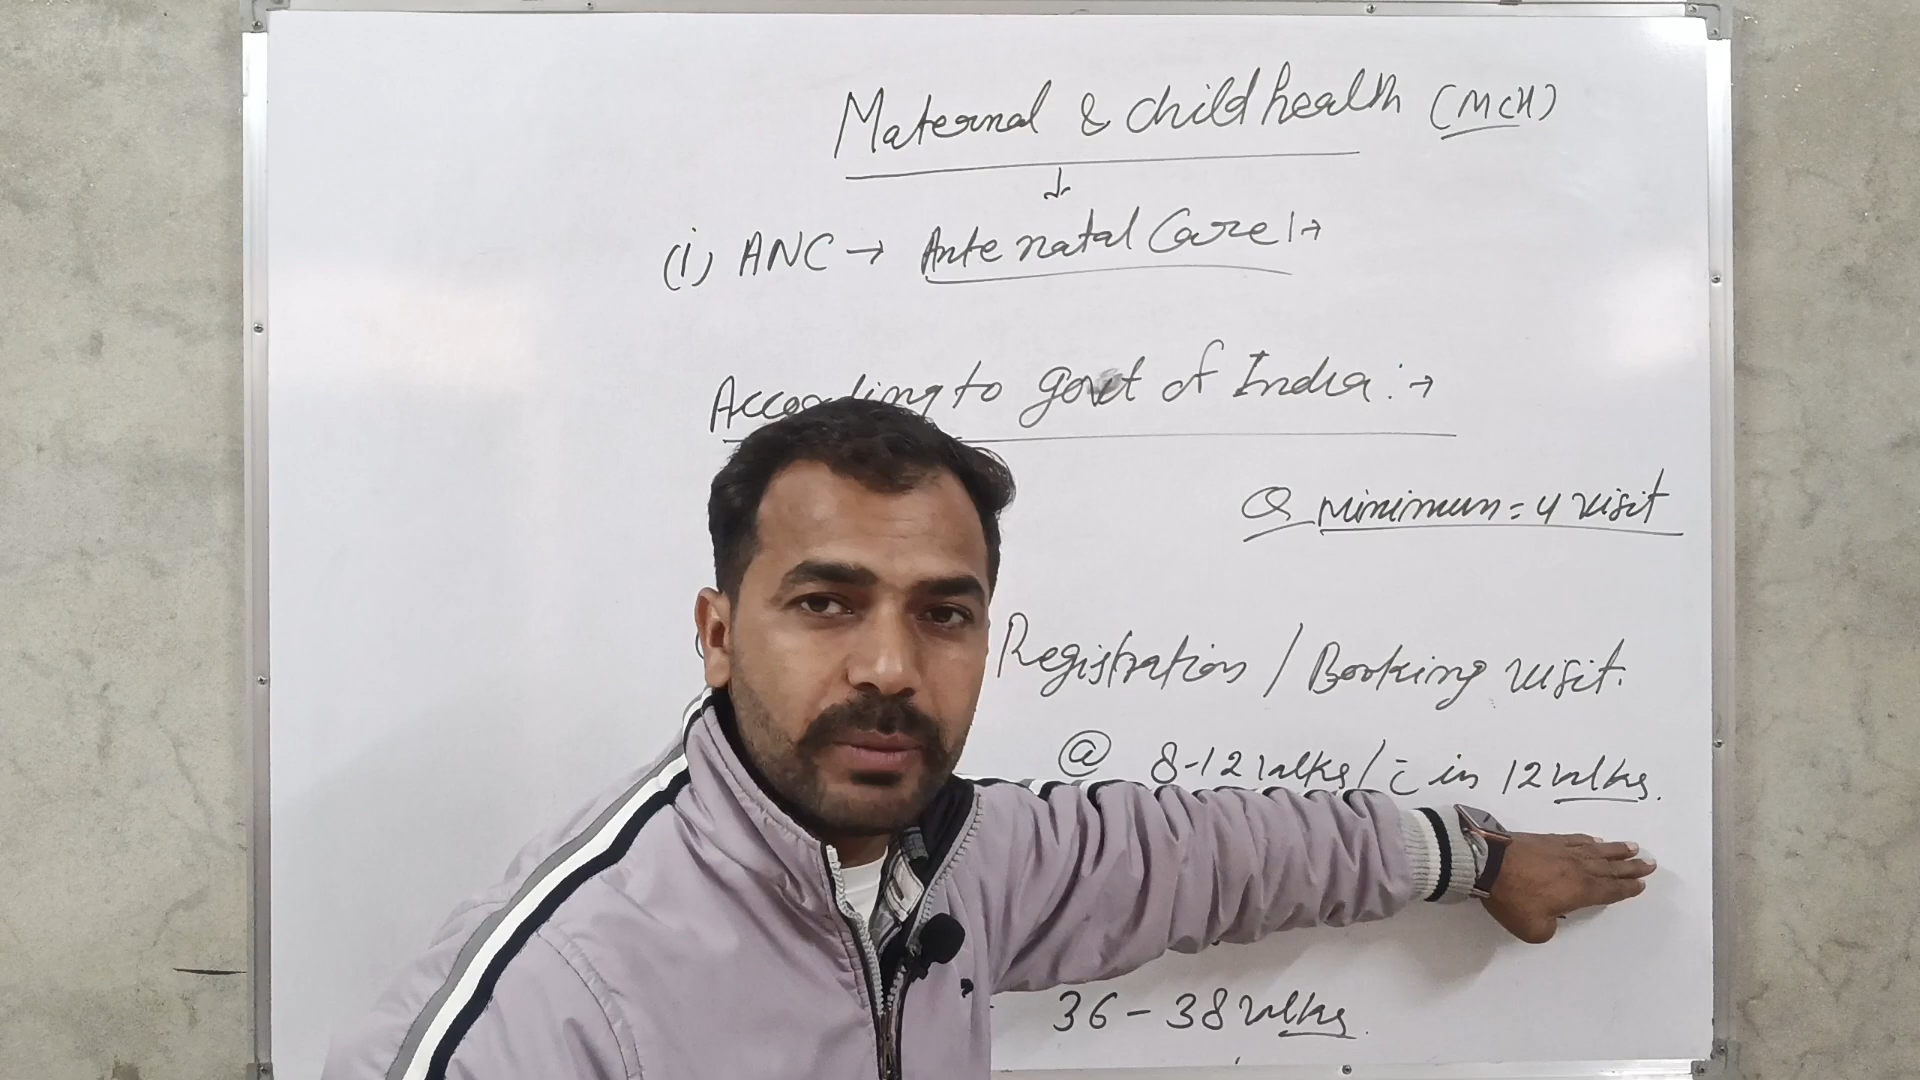 Maternal & Child health (MCH)
(i) ANC → Ante natal Care :→
According to govt of India :→
Q Minimum = 4 visit
Registration / Booking visit.
@ 8-12 wks / c̄ in 12 wks.
36 - 38 wks.